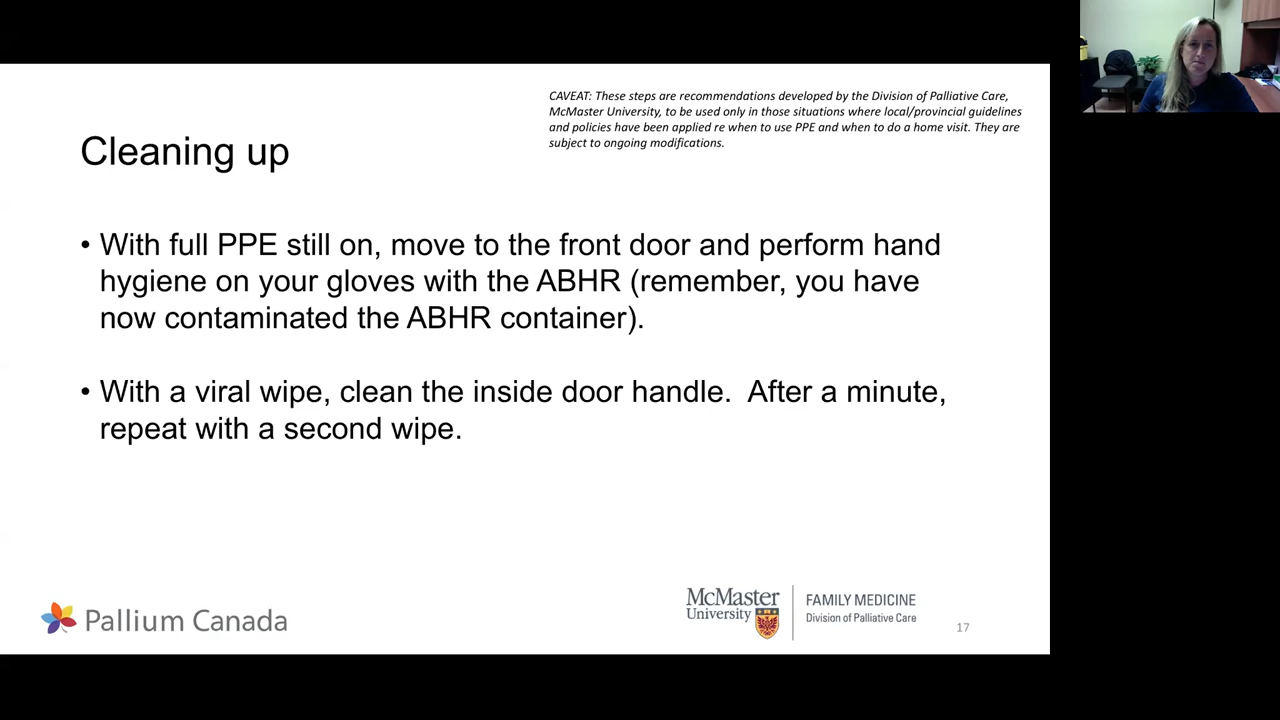 CAVEAT: These steps are recommendations developed by the Division of Palliative Care,
McMaster University, to be used only in those situations where local/provincial guidelines
and policies have been applied re when to use PPE and when to do a home visit. They are
subject to ongoing modifications.
Cleaning up
• With full PPE still on, move to the front door and perform hand
hygiene on your gloves with the ABHR (remember, you have
now contaminated the ABHR container).
• With a viral wipe, clean the inside door handle. After a minute,
repeat with a second wipe.
Pallium Canada
McMaster
University
FAMILY MEDICINE
Division of Palliative Care
17